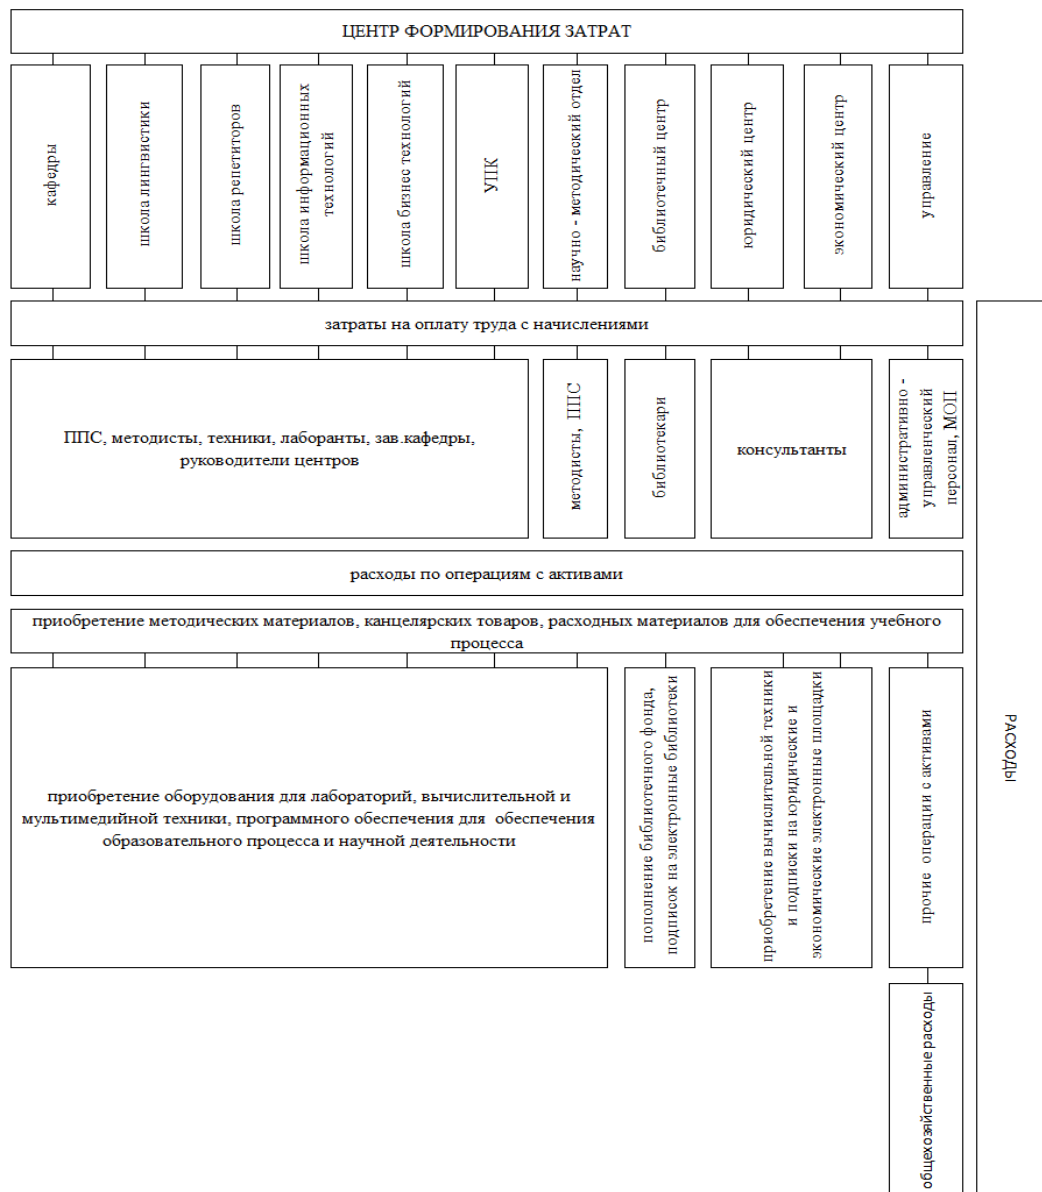 ЦЕНТР ФОРМИРОВАНИЯ ЗАТРАТ
кафедры
школа лингвистики
школа репетиторов
школа информационных
технологий
школа бизнес технологий
УПК
научно - методический отдел
библиотечный центр
юридический центр
экономический центр
управление
затраты на оплату труда с начислениями
ППС, методисты, техники, лаборанты, зав.кафедры,
руководители центров
методисты, ППС
библиотекари
консультанты
административно -
управленческий
персонал, МОП
расходы по операциям с активами
приобретение методических материалов, канцелярских товаров, расходных материалов для обеспечения учебного
процесса
приобретение оборудования для лабораторий, вычислительной и
мультимедийной техники, программного обеспечения для обеспечения
образовательного процесса и научной деятельности
пополнение библиотечного фонда,
подписок на электронные библиотеки
приобретение вычислительной техники
и подписки на юридические и
экономические электронные площадки
прочие операции с активами
общехозяйственные расходы
РАСХОДЫ